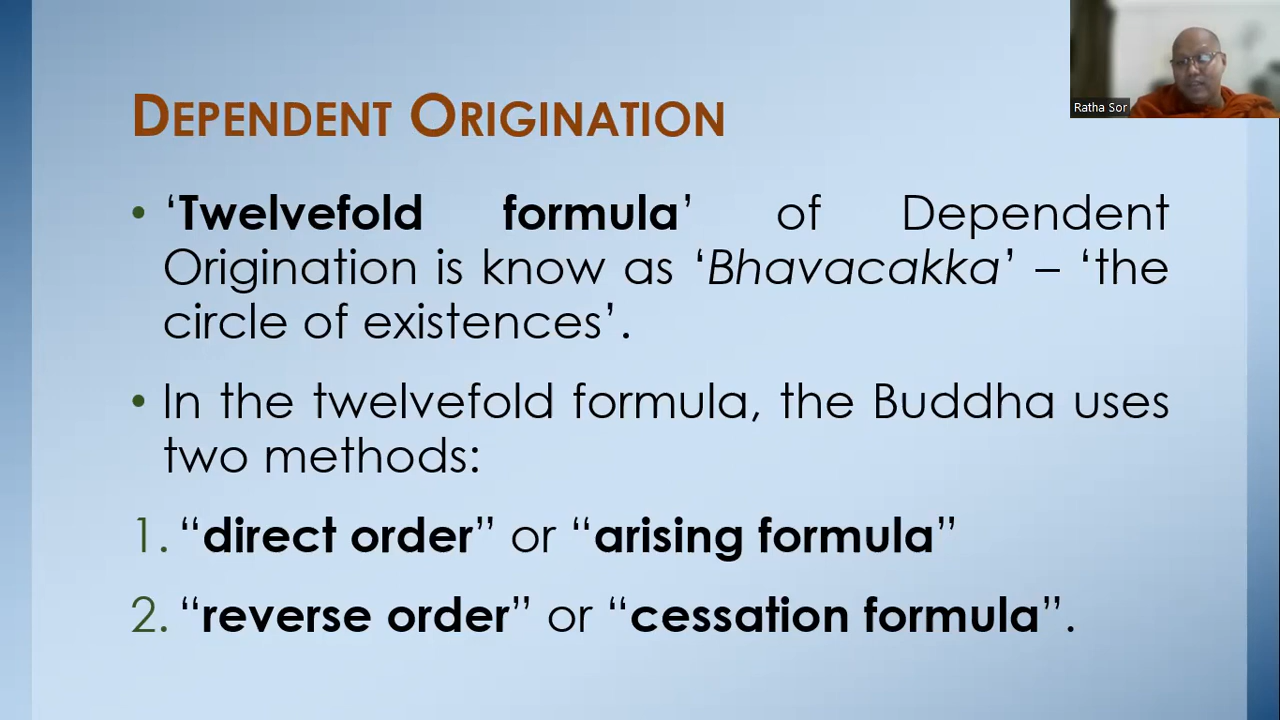 DEPENDENT ORIGINATION
Ratha Sor
• ‘Twelvefold formula’ of Dependent
Origination is know as ‘Bhavacakka’ – ‘the
circle of existences’.
• In the twelvefold formula, the Buddha uses
two methods:
1. “direct order” or “arising formula”
2. “reverse order” or “cessation formula”.